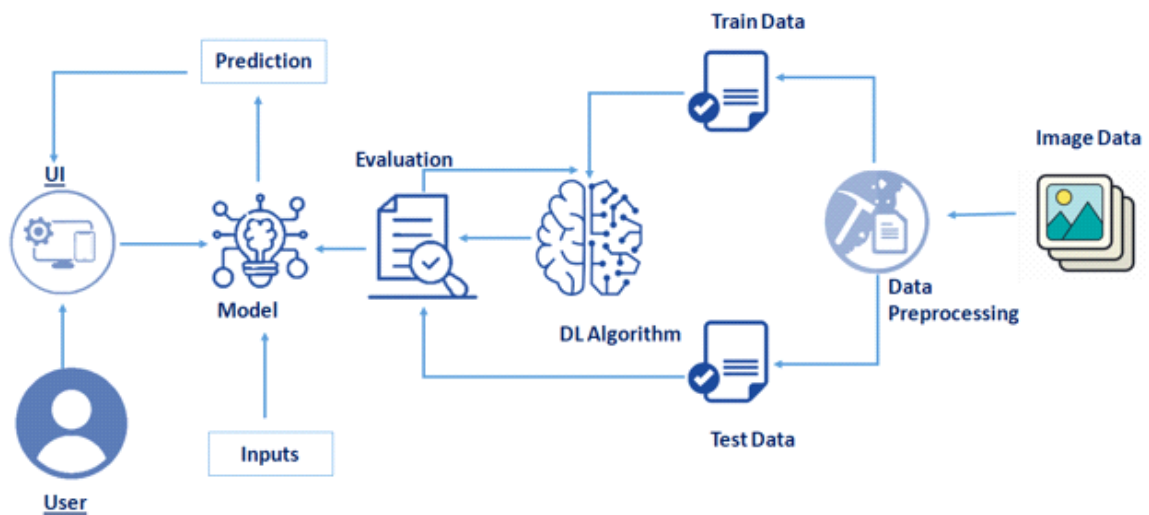 Train Data
Prediction
Image Data
Evaluation
UI
Data
Preprocessing
Model
DL Algorithm
Test Data
Inputs
User